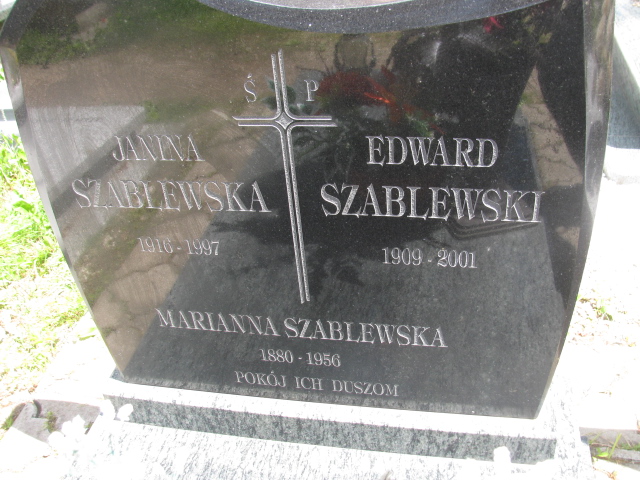 Ś P
JANINA
SZABLEWSKA
1916 - 1997
EDWARD
SZABLEWSKI
1909 - 2001
MARIANNA SZABLEWSKA
1880 - 1956
POKÓJ ICH DUSZOM